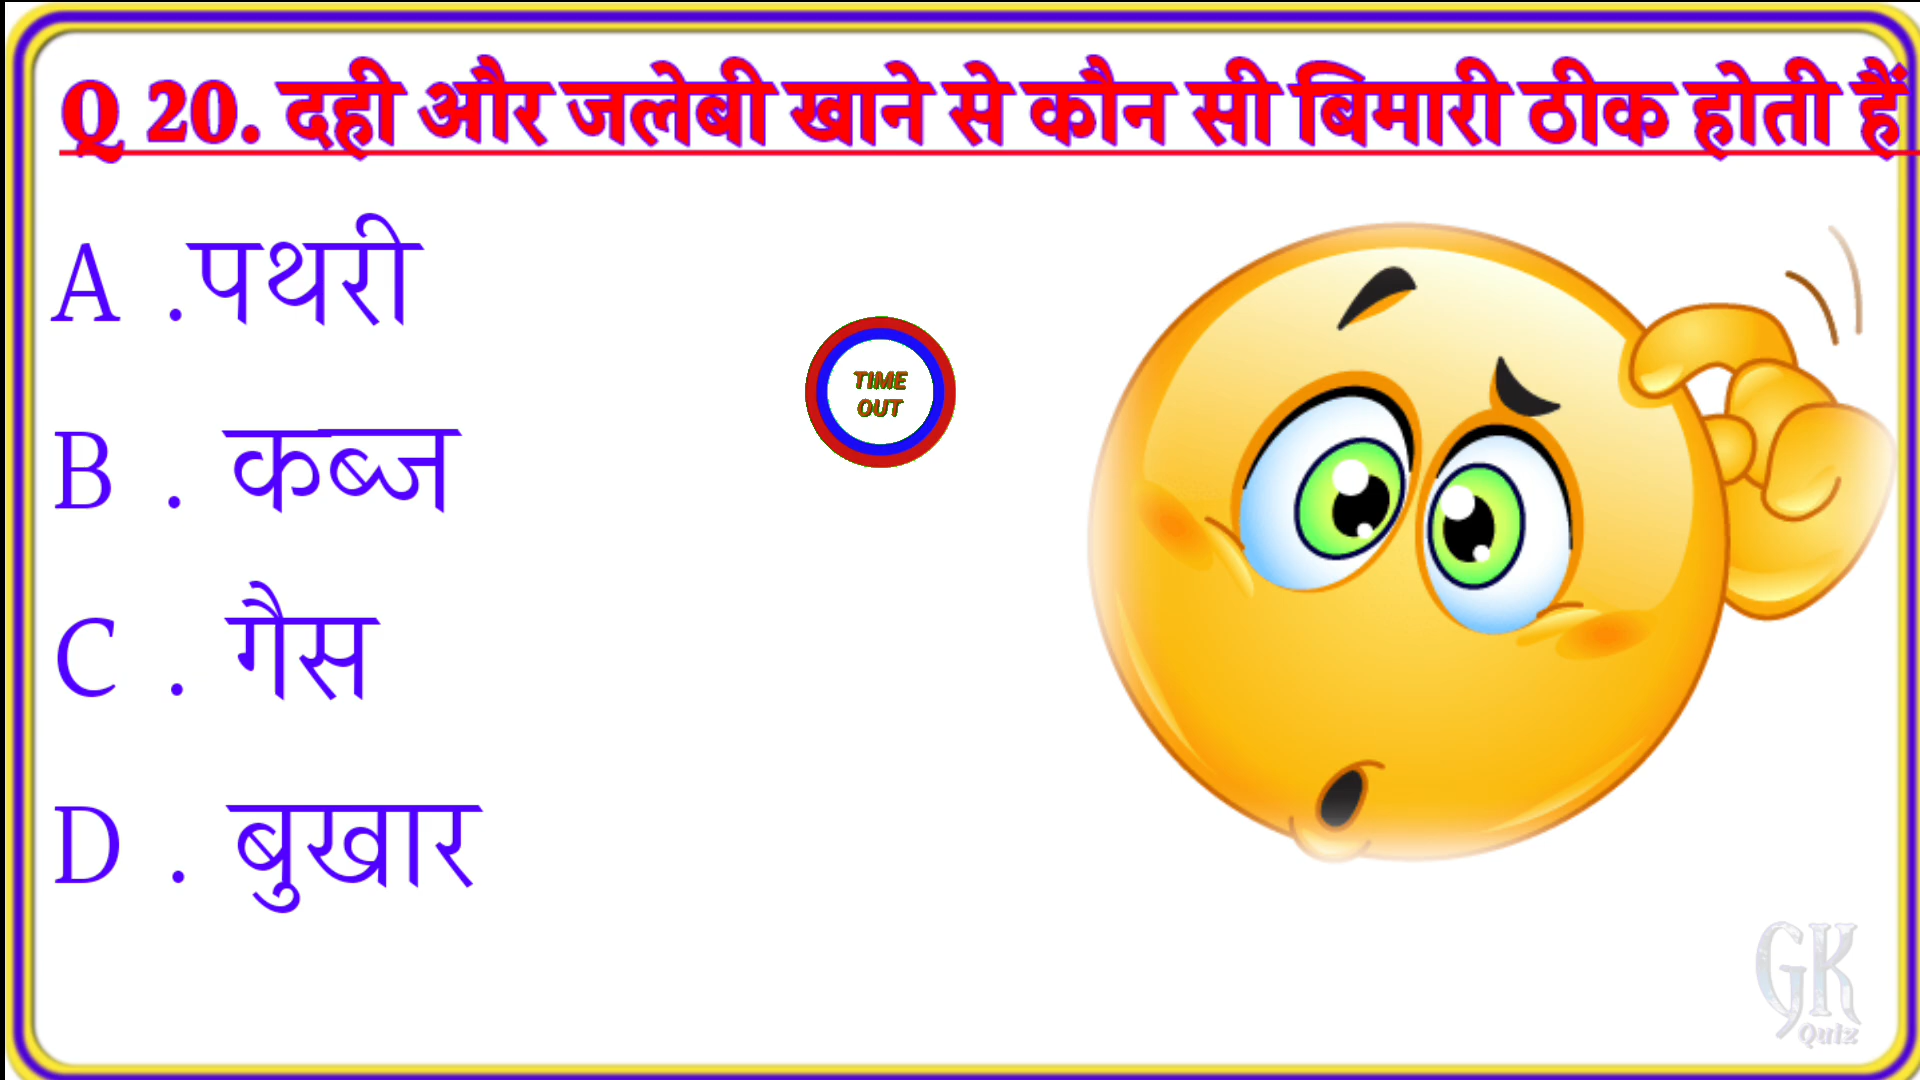 Q 20. दही और जलेबी खाने से कौन सी बिमारी ठीक होती हैं
A .पथरी
TIME
OUT
B . कब्ज
C . गैस
D . बुखार
GK
Quiz